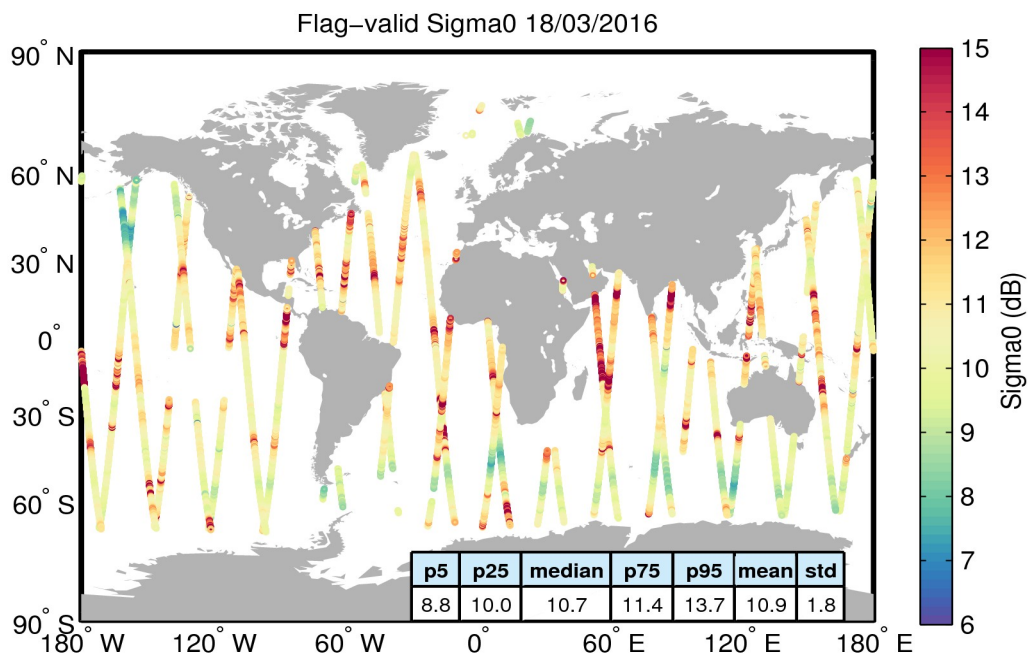 Flag−valid Sigma0 18/03/2016
90° N
60° N
30° N
0°
30° S
60° S
90° S
180° W
120° W
60° W
0°
60° E
120° E
180° E
15
14
13
12
11
10
9
8
7
6
Sigma0 (dB)
p5 p25 median p75 p95 mean std
8.8 10.0 10.7 11.4 13.7 10.9 1.8